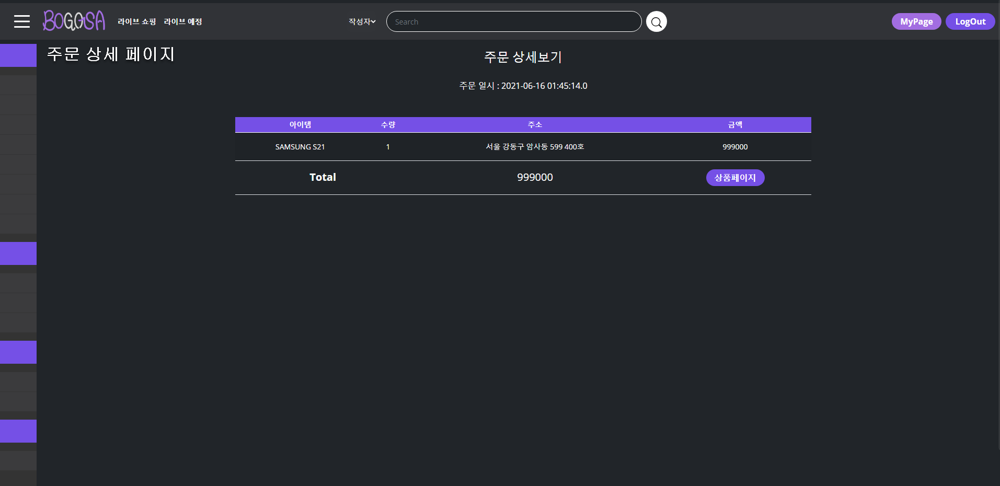 BOGOSA 라이브 쇼핑 라이브 예정 작성자 Search MyPage LogOut
주문 상세 페이지
주문 상세보기
주문 일시 : 2021-06-16 01:45:14.0
아이템 수량 주소 금액
SAMSUNG S21 1 서울 강동구 암사동 599 400호 999000
Total 999000 상품페이지